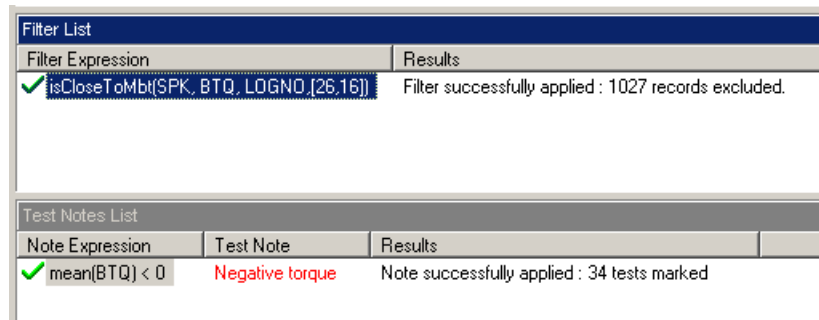 Filter List
Filter Expression Results
isCloseToMbt(SPK, BTQ, LOGNO,[26,16]) Filter successfully applied : 1027 records excluded.
Test Notes List
Note Expression Test Note Results
mean(BTQ) < 0 Negative torque Note successfully applied : 34 tests marked